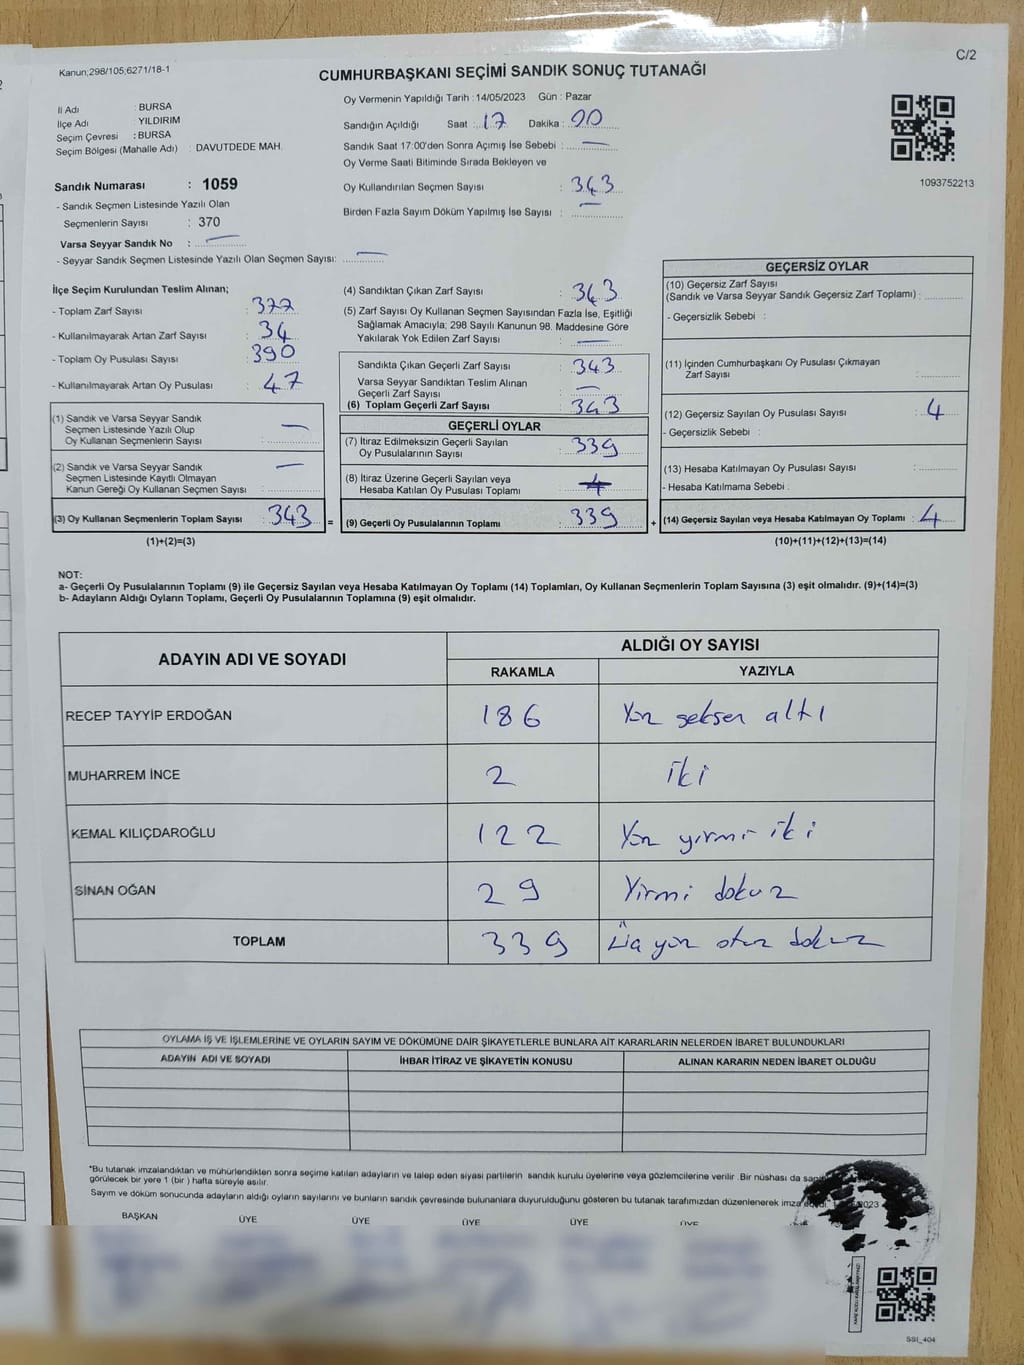 C/2
Kanun;298/105;6271/18-1
CUMHURBAŞKANI SEÇİMİ SANDIK SONUÇ TUTANAĞI
İl Adı : BURSA
İlçe Adı : YILDIRIM
Seçim Çevresi : BURSA
Seçim Bölgesi (Mahalle Adı) : DAVUTDEDE MAH.
Sandık Numarası : 1059
- Sandık Seçmen Listesinde Yazılı Olan
Seçmenlerin Sayısı : 370
Varsa Seyyar Sandık No : —
- Seyyar Sandık Seçmen Listesinde Yazılı Olan Seçmen Sayısı: —
Oy Vermenin Yapıldığı Tarih : 14/05/2023 Gün : Pazar
Sandığın Açıldığı Saat : 17 Dakika : 00
Sandık Saat 17:00'den Sonra Açımış İse Sebebi : —
Oy Verme Saati Bitiminde Sırada Bekleyen ve
Oy Kullandırılan Seçmen Sayısı : 343
Birden Fazla Sayım Döküm Yapılmış İse Sayısı : —
1093752213
İlçe Seçim Kurulundan Teslim Alınan;
- Toplam Zarf Sayısı : 377
- Kullanılmayarak Artan Zarf Sayısı : 34
- Toplam Oy Pusulası Sayısı : 390
- Kullanılmayarak Artan Oy Pusulası : 47
(1) Sandık ve Varsa Seyyar Sandık
Seçmen Listesinde Yazılı Olup
Oy Kullanan Seçmenlerin Sayısı : —
(2) Sandık ve Varsa Seyyar Sandık
Seçmen Listesinde Kayıtlı Olmayan
Kanun Gereği Oy Kullanan Seçmen Sayısı : —
(3) Oy Kullanan Seçmenlerin Toplam Sayısı : 343 =
(1)+(2)=(3)
(4) Sandıktan Çıkan Zarf Sayısı : 343
(5) Zarf Sayısı Oy Kullanan Seçmen Sayısından Fazla İse, Eşitliği
Sağlamak Amacıyla; 298 Sayılı Kanunun 98. Maddesine Göre
Yakılarak Yok Edilen Zarf Sayısı : —
Sandıkta Çıkan Geçerli Zarf Sayısı : 343
Varsa Seyyar Sandıktan Teslim Alınan
Geçerli Zarf Sayısı : —
(6) Toplam Geçerli Zarf Sayısı : 343
GEÇERLİ OYLAR
(7) İtiraz Edilmeksizin Geçerli Sayılan
Oy Pusulalarının Sayısı : 339
(8) İtiraz Üzerine Geçerli Sayılan veya
Hesaba Katılan Oy Pusulası Toplamı :
(9) Geçerli Oy Pusulalarının Toplamı : 339 +
GEÇERSİZ OYLAR
(10) Geçersiz Zarf Sayısı
(Sandık ve Varsa Seyyar Sandık Geçersiz Zarf Toplamı) :
- Geçersizlik Sebebi :
(11) İçinden Cumhurbaşkanı Oy Pusulası Çıkmayan
Zarf Sayısı :
(12) Geçersiz Sayılan Oy Pusulası Sayısı : 4
- Geçersizlik Sebebi :
(13) Hesaba Katılmayan Oy Pusulası Sayısı :
- Hesaba Katılmama Sebebi :
(14) Geçersiz Sayılan veya Hesaba Katılmayan Oy Toplamı : 4
(10)+(11)+(12)+(13)=(14)
NOT:
a- Geçerli Oy Pusulalarının Toplamı (9) ile Geçersiz Sayılan veya Hesaba Katılmayan Oy Toplamı (14) Toplamları, Oy Kullanan Seçmenlerin Toplam Sayısına (3) eşit olmalıdır. (9)+(14)=(3)
b- Adayların Aldığı Oyların Toplamı, Geçerli Oy Pusulalarının Toplamına (9) eşit olmalıdır.
ADAYIN ADI VE SOYADI
ALDIĞI OY SAYISI
RAKAMLA YAZIYLA
RECEP TAYYİP ERDOĞAN 186 Yüz seksen altı
MUHARREM İNCE 2 iki
KEMAL KILIÇDAROĞLU 122 Yüz yirmi iki
SİNAN OĞAN 29 Yirmi dokuz
TOPLAM 339 Üç yüz otuz dokuz
OYLAMA İŞ VE İŞLEMLERİNE VE OYLARIN SAYIM VE DÖKÜMÜNE DAİR ŞİKAYETLERLE BUNLARA AİT KARARLARIN NELERDEN İBARET BULUNDUKLARI
ADAYIN ADI VE SOYADI İHBAR İTİRAZ VE ŞİKAYETİN KONUSU ALINAN KARARIN NEDEN İBARET OLDUĞU
*Bu tutanak imzalandıktan ve mühürlendikten sonra seçime katılan adayların ve talep eden siyasi partilerin sandık kurulu üyelerine veya gözlemcilerine verilir .Bir nüshası da
görülecek bir yere 1 (bir ) hafta süreyle asılır.
Sayım ve döküm sonucunda adayların aldığı oyların sayılarını ve bunların sandık çevresinde bulunanlara duyurulduğunu gösteren bu tutanak tarafımızdan düzenlenerek imza
BAŞKAN ÜYE ÜYE ÜYE ÜYE ÜYE
SSI_404